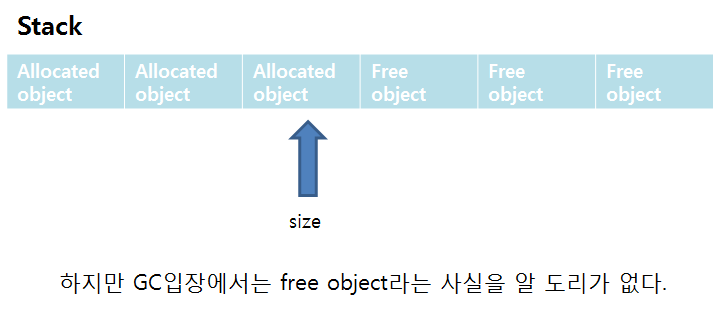 Stack
Allocated Allocated Allocated Free Free Free
object object object object object object
size
하지만 GC입장에서는 free object라는 사실을 알 도리가 없다.